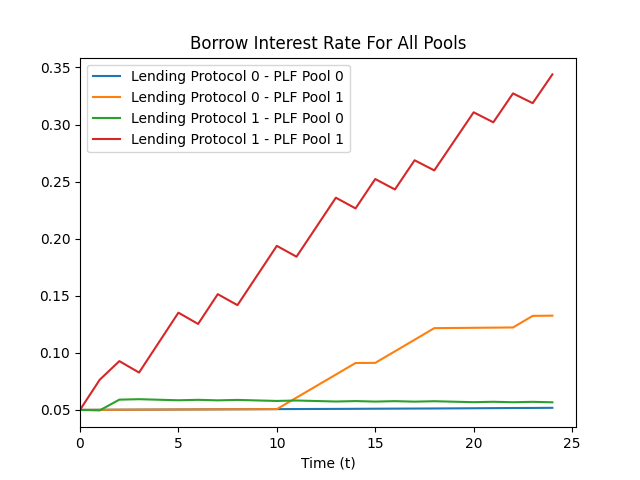 Borrow Interest Rate For All Pools
Lending Protocol 0 - PLF Pool 0
Lending Protocol 0 - PLF Pool 1
Lending Protocol 1 - PLF Pool 0
Lending Protocol 1 - PLF Pool 1
0.35
0.30
0.25
0.20
0.15
0.10
0.05
0 5 10 15 20 25
Time (t)